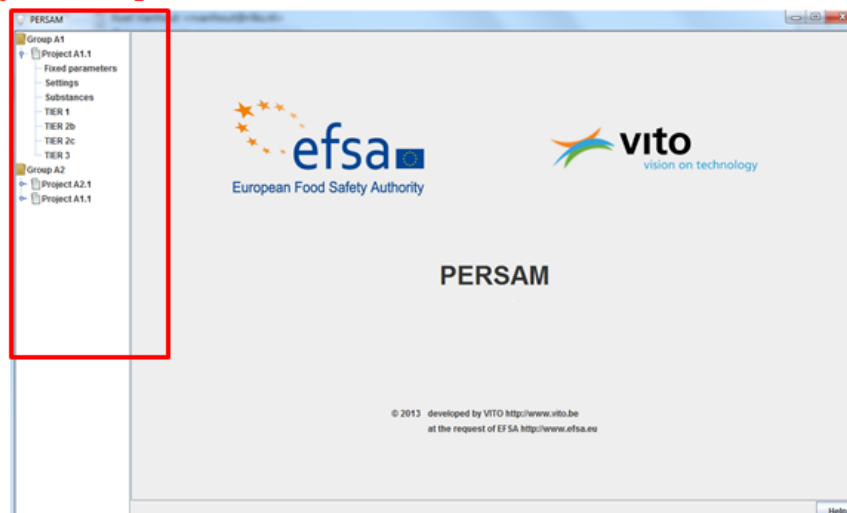 PERSAM
Group A1
Project A1.1
Fixed parameters
Settings
Substances
TIER 1
TIER 2b
TIER 2c
TIER 3
Group A2
Project A2.1
Project A1.1
efsa
European Food Safety Authority
vito
vision on technology
PERSAM
© 2013 developed by VITO http://www.vito.be
at the request of EFSA http://www.efsa.eu
Help